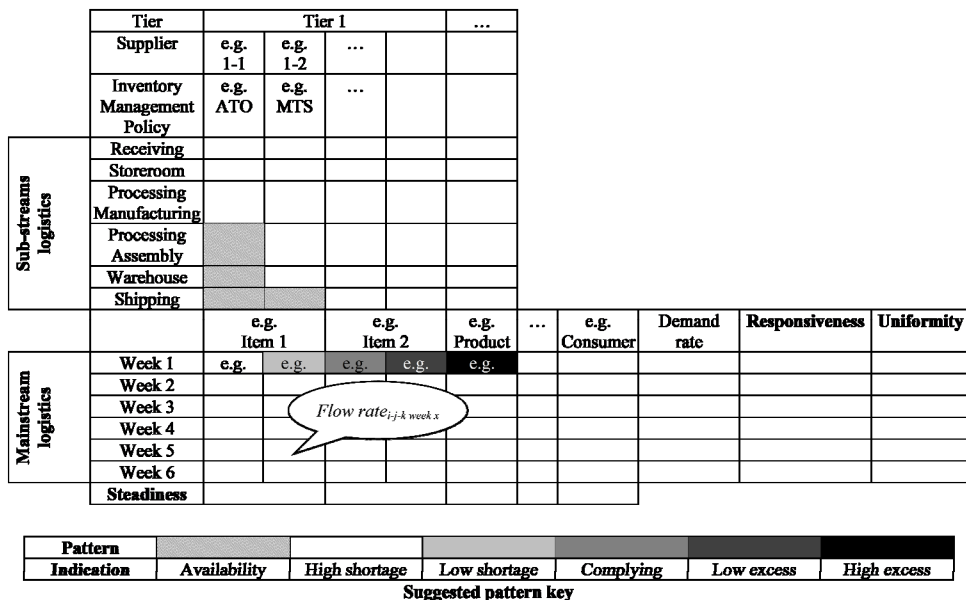 Tier Tier 1 ...
Supplier e.g. e.g. ...
1-1 1-2
Inventory e.g. e.g. ...
Management ATO MTS
Policy
Sub-streams
logistics
Receiving
Storeroom
Processing
Manufacturing
Processing
Assembly
Warehouse
Shipping
e.g. e.g. e.g. ... e.g. Demand Responsiveness Uniformity
Item 1 Item 2 Product Consumer rate
Mainstream
logistics
Week 1 e.g. e.g. e.g. e.g. e.g.
Week 2
Week 3
Flow rate i-j-k week x
Week 4
Week 5
Week 6
Steadiness
Pattern
Indication Availability High shortage Low shortage Complying Low excess High excess
Suggested pattern key